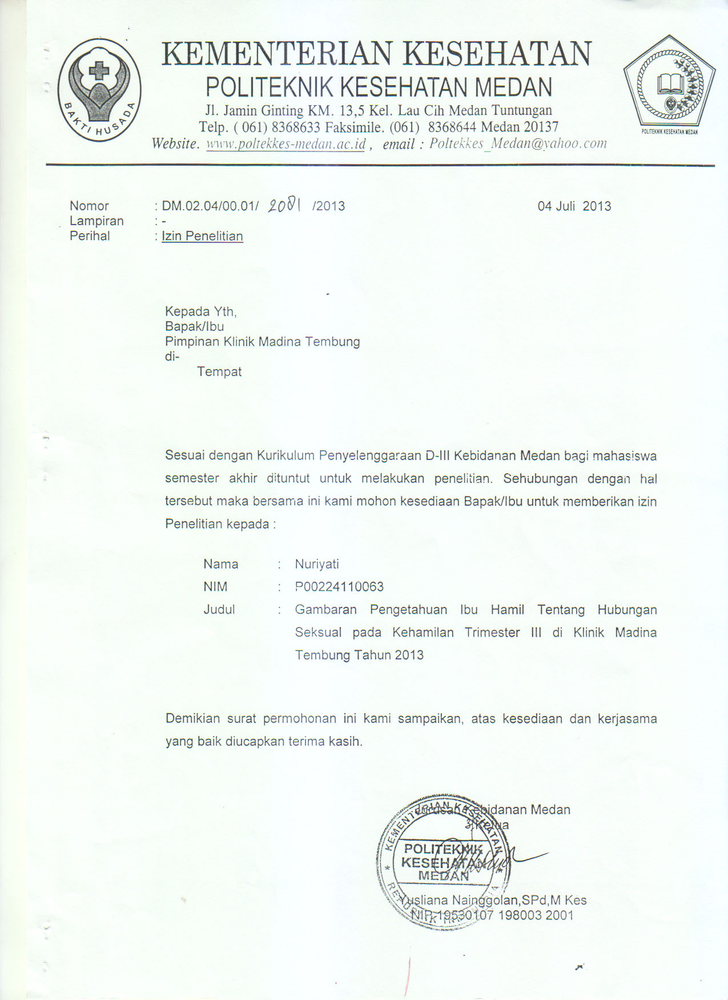 KEMENTERIAN KESEHATAN
POLITEKNIK KESEHATAN MEDAN
Jl. Jamin Ginting KM. 13,5 Kel. Lau Cih Medan Tuntungan
Telp. ( 061) 8368633 Faksimile. (061) 8368644 Medan 20137
Website. www.poltekkes-medan.ac.id , email : Poltekkes_Medan@yahoo.com
BAKTI HUSADA
POLITEKNIK KESEHATAN MEDAN
Nomor : DM.02.04/00.01/ 2081 /2013 04 Juli 2013
Lampiran : -
Perihal : Izin Penelitian
Kepada Yth,
Bapak/Ibu
Pimpinan Klinik Madina Tembung
di-
Tempat
Sesuai dengan Kurikulum Penyelenggaraan D-III Kebidanan Medan bagi mahasiswa
semester akhir dituntut untuk melakukan penelitian. Sehubungan dengan hal
tersebut maka bersama ini kami mohon kesediaan Bapak/Ibu untuk memberikan izin
Penelitian kepada :
Nama : Nuriyati
NIM : P00224110063
Judul : Gambaran Pengetahuan Ibu Hamil Tentang Hubungan
Seksual pada Kehamilan Trimester III di Klinik Madina
Tembung Tahun 2013
Demikian surat permohonan ini kami sampaikan, atas kesediaan dan kerjasama
yang baik diucapkan terima kasih.
Jurusan Kebidanan Medan
Ketua
KEMENTERIAN KESEHATAN
POLITEKNIK
KESEHATAN
MEDAN
REPUBLIK INDONESIA
Yusliana Nainggolan,SPd,M Kes
NIP. 19530107 198003 2001